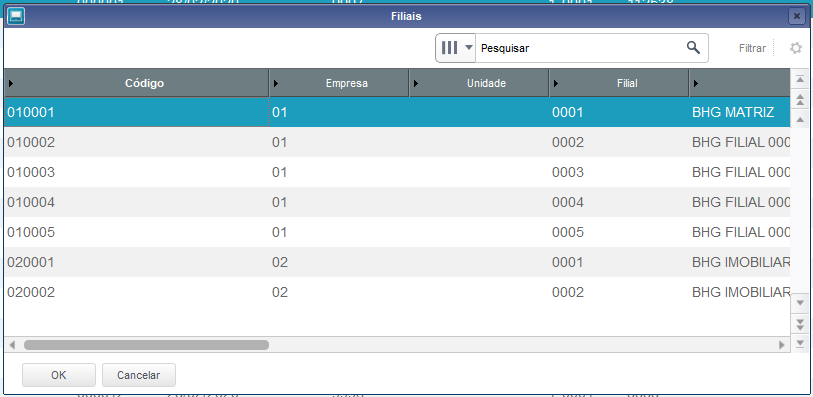 Filiais
Pesquisar Filtrar
Código Empresa Unidade Filial
010001 01 0001 BHG MATRIZ
010002 01 0002 BHG FILIAL 000
010003 01 0003 BHG FILIAL 000
010004 01 0004 BHG FILIAL 000
010005 01 0005 BHG FILIAL 000
020001 02 0001 BHG IMOBILIAR
020002 02 0002 BHG IMOBILIAR
OK Cancelar